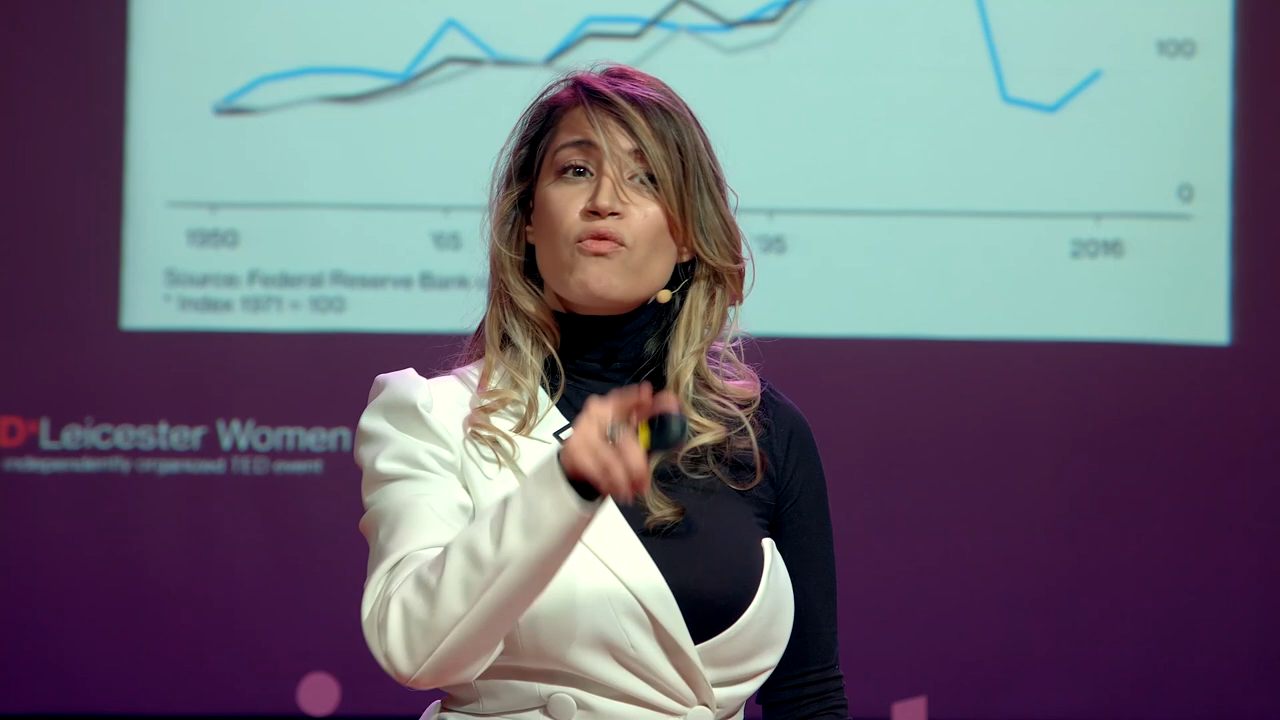 100
0
1950 '65 '95 2016
Source: Federal Reserve Bank
* Index 1971 = 100
D Leicester Women
independently organized TED event